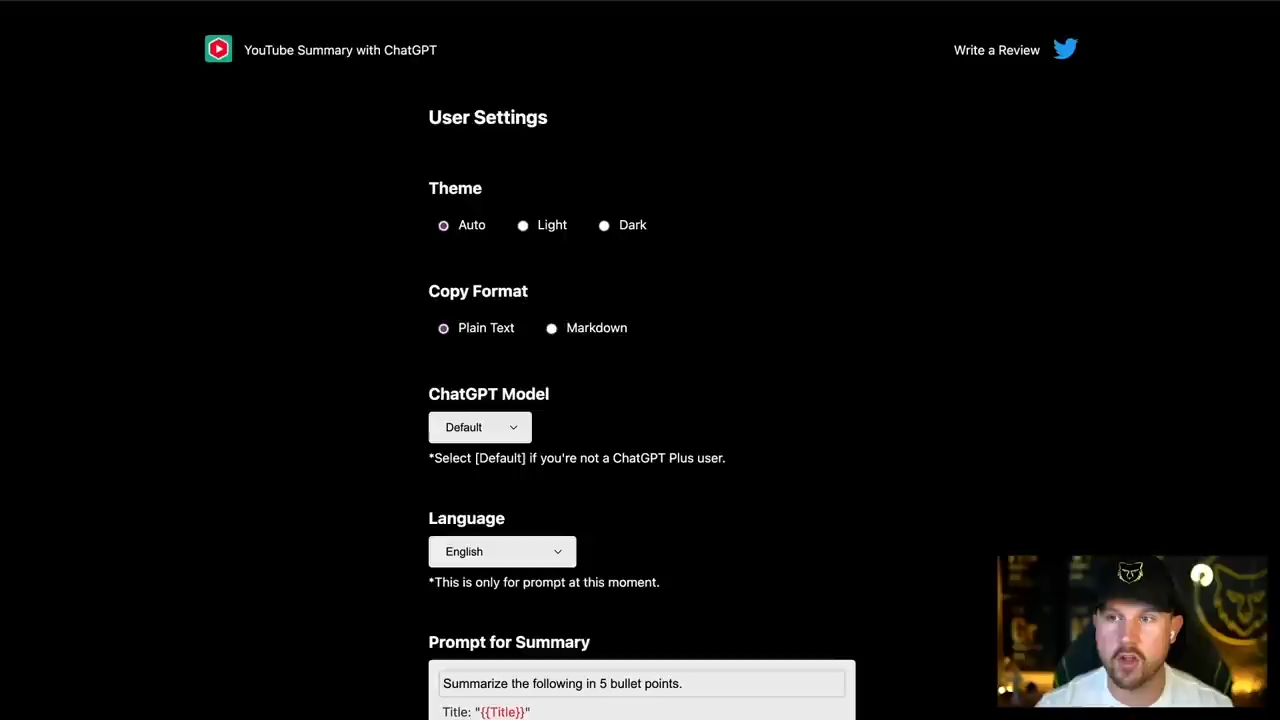 YouTube Summary with ChatGPT
Write a Review
User Settings
Theme
Auto
Light
Dark
Copy Format
Plain Text
Markdown
ChatGPT Model
Default
*Select [Default] if you're not a ChatGPT Plus user.
Language
English
*This is only for prompt at this moment.
Prompt for Summary
Summarize the following in 5 bullet points.
Title: "{{Title}}"